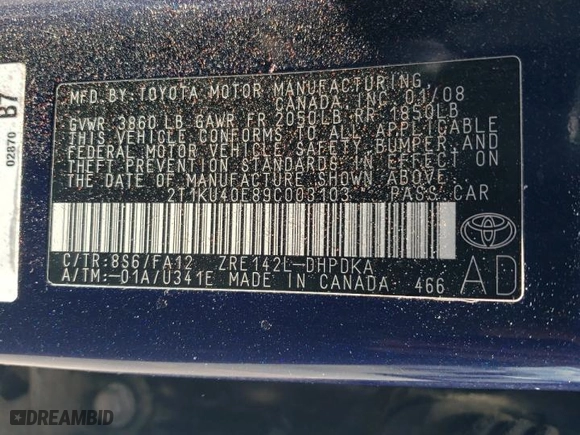 MFD. BY TOYOTA MOTOR MANUFACTURING
CANADA INC. 01/08
GVWR 3860 LB GAWR FR 2050LB RR 1850LB
THIS VEHICLE CONFORMS TO ALL APPLICABLE
FEDERAL MOTOR VEHICLE SAFETY, BUMPER, AND
THEFT PREVENTION STANDARDS IN EFFECT ON
THE DATE OF MANUFACTURE SHOWN ABOVE.
2T1KU40E89C003103 PASS. CAR
C/TR:8S6/FA12 ZRE142L-DHPDKA
A/TM:-01A/U341E MADE IN CANADA 466
AD
02870 B7
DREAMBID